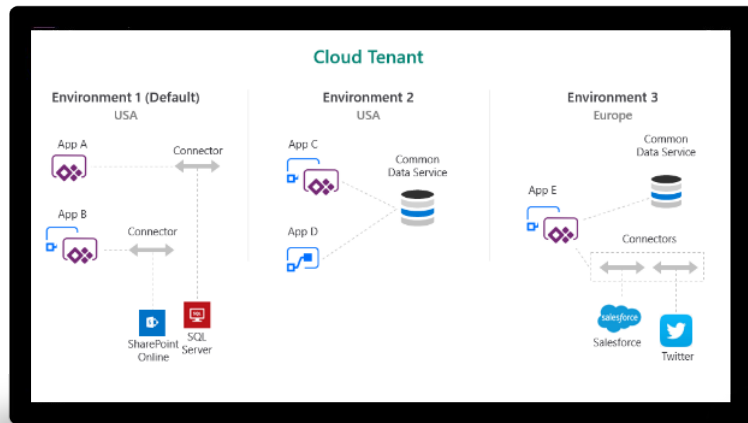 Cloud Tenant
Environment 1 (Default)
USA
App A
Connector
App B
Connector
SharePoint
Online
SQL
SQL
Server
Environment 2
USA
App C
Common
Data Service
App D
Environment 3
Europe
Common
Data Service
App E
Connectors
salesforce
Salesforce
Twitter